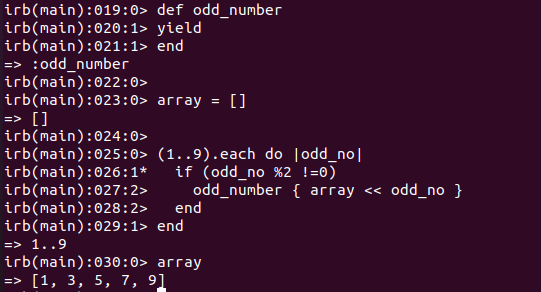 irb(main):019:0> def odd_number
irb(main):020:1> yield
irb(main):021:1> end
=> :odd_number
irb(main):022:0>
irb(main):023:0> array = []
=> []
irb(main):024:0>
irb(main):025:0> (1..9).each do |odd_no|
irb(main):026:1*   if (odd_no %2 !=0)
irb(main):027:2>     odd_number { array << odd_no }
irb(main):028:2>   end
irb(main):029:1> end
=> 1..9
irb(main):030:0> array
=> [1, 3, 5, 7, 9]